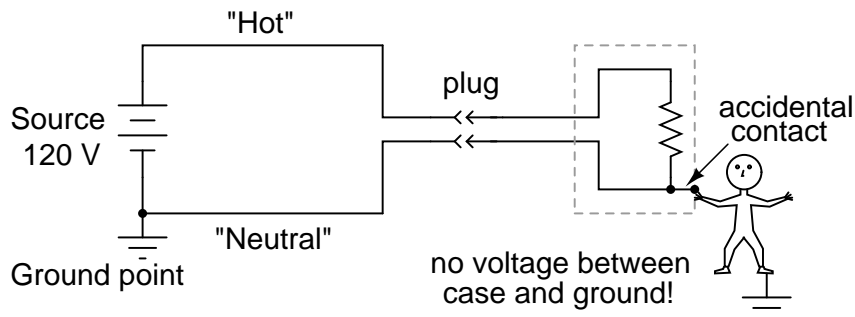 "Hot"
plug
Source
120 V
accidental
contact
"Neutral"
Ground point
no voltage between
case and ground!